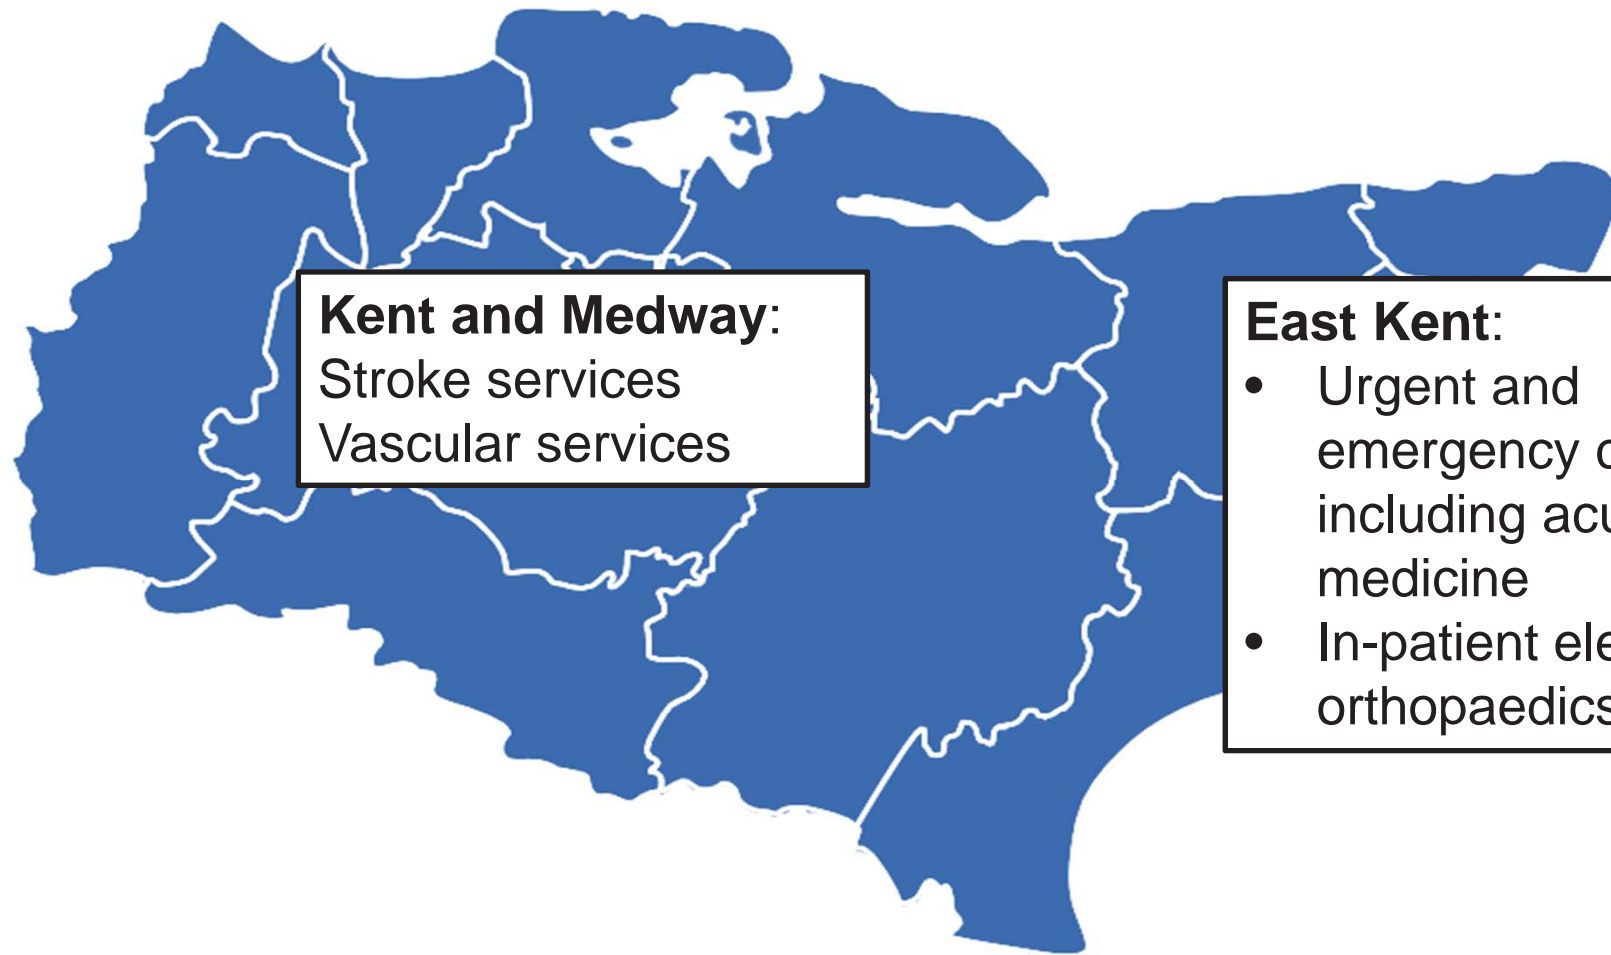 Kent and Medway:
Stroke services
Vascular services
East Kent:
• Urgent and
emergency
including
medicine
• In-patient
orthopaedics